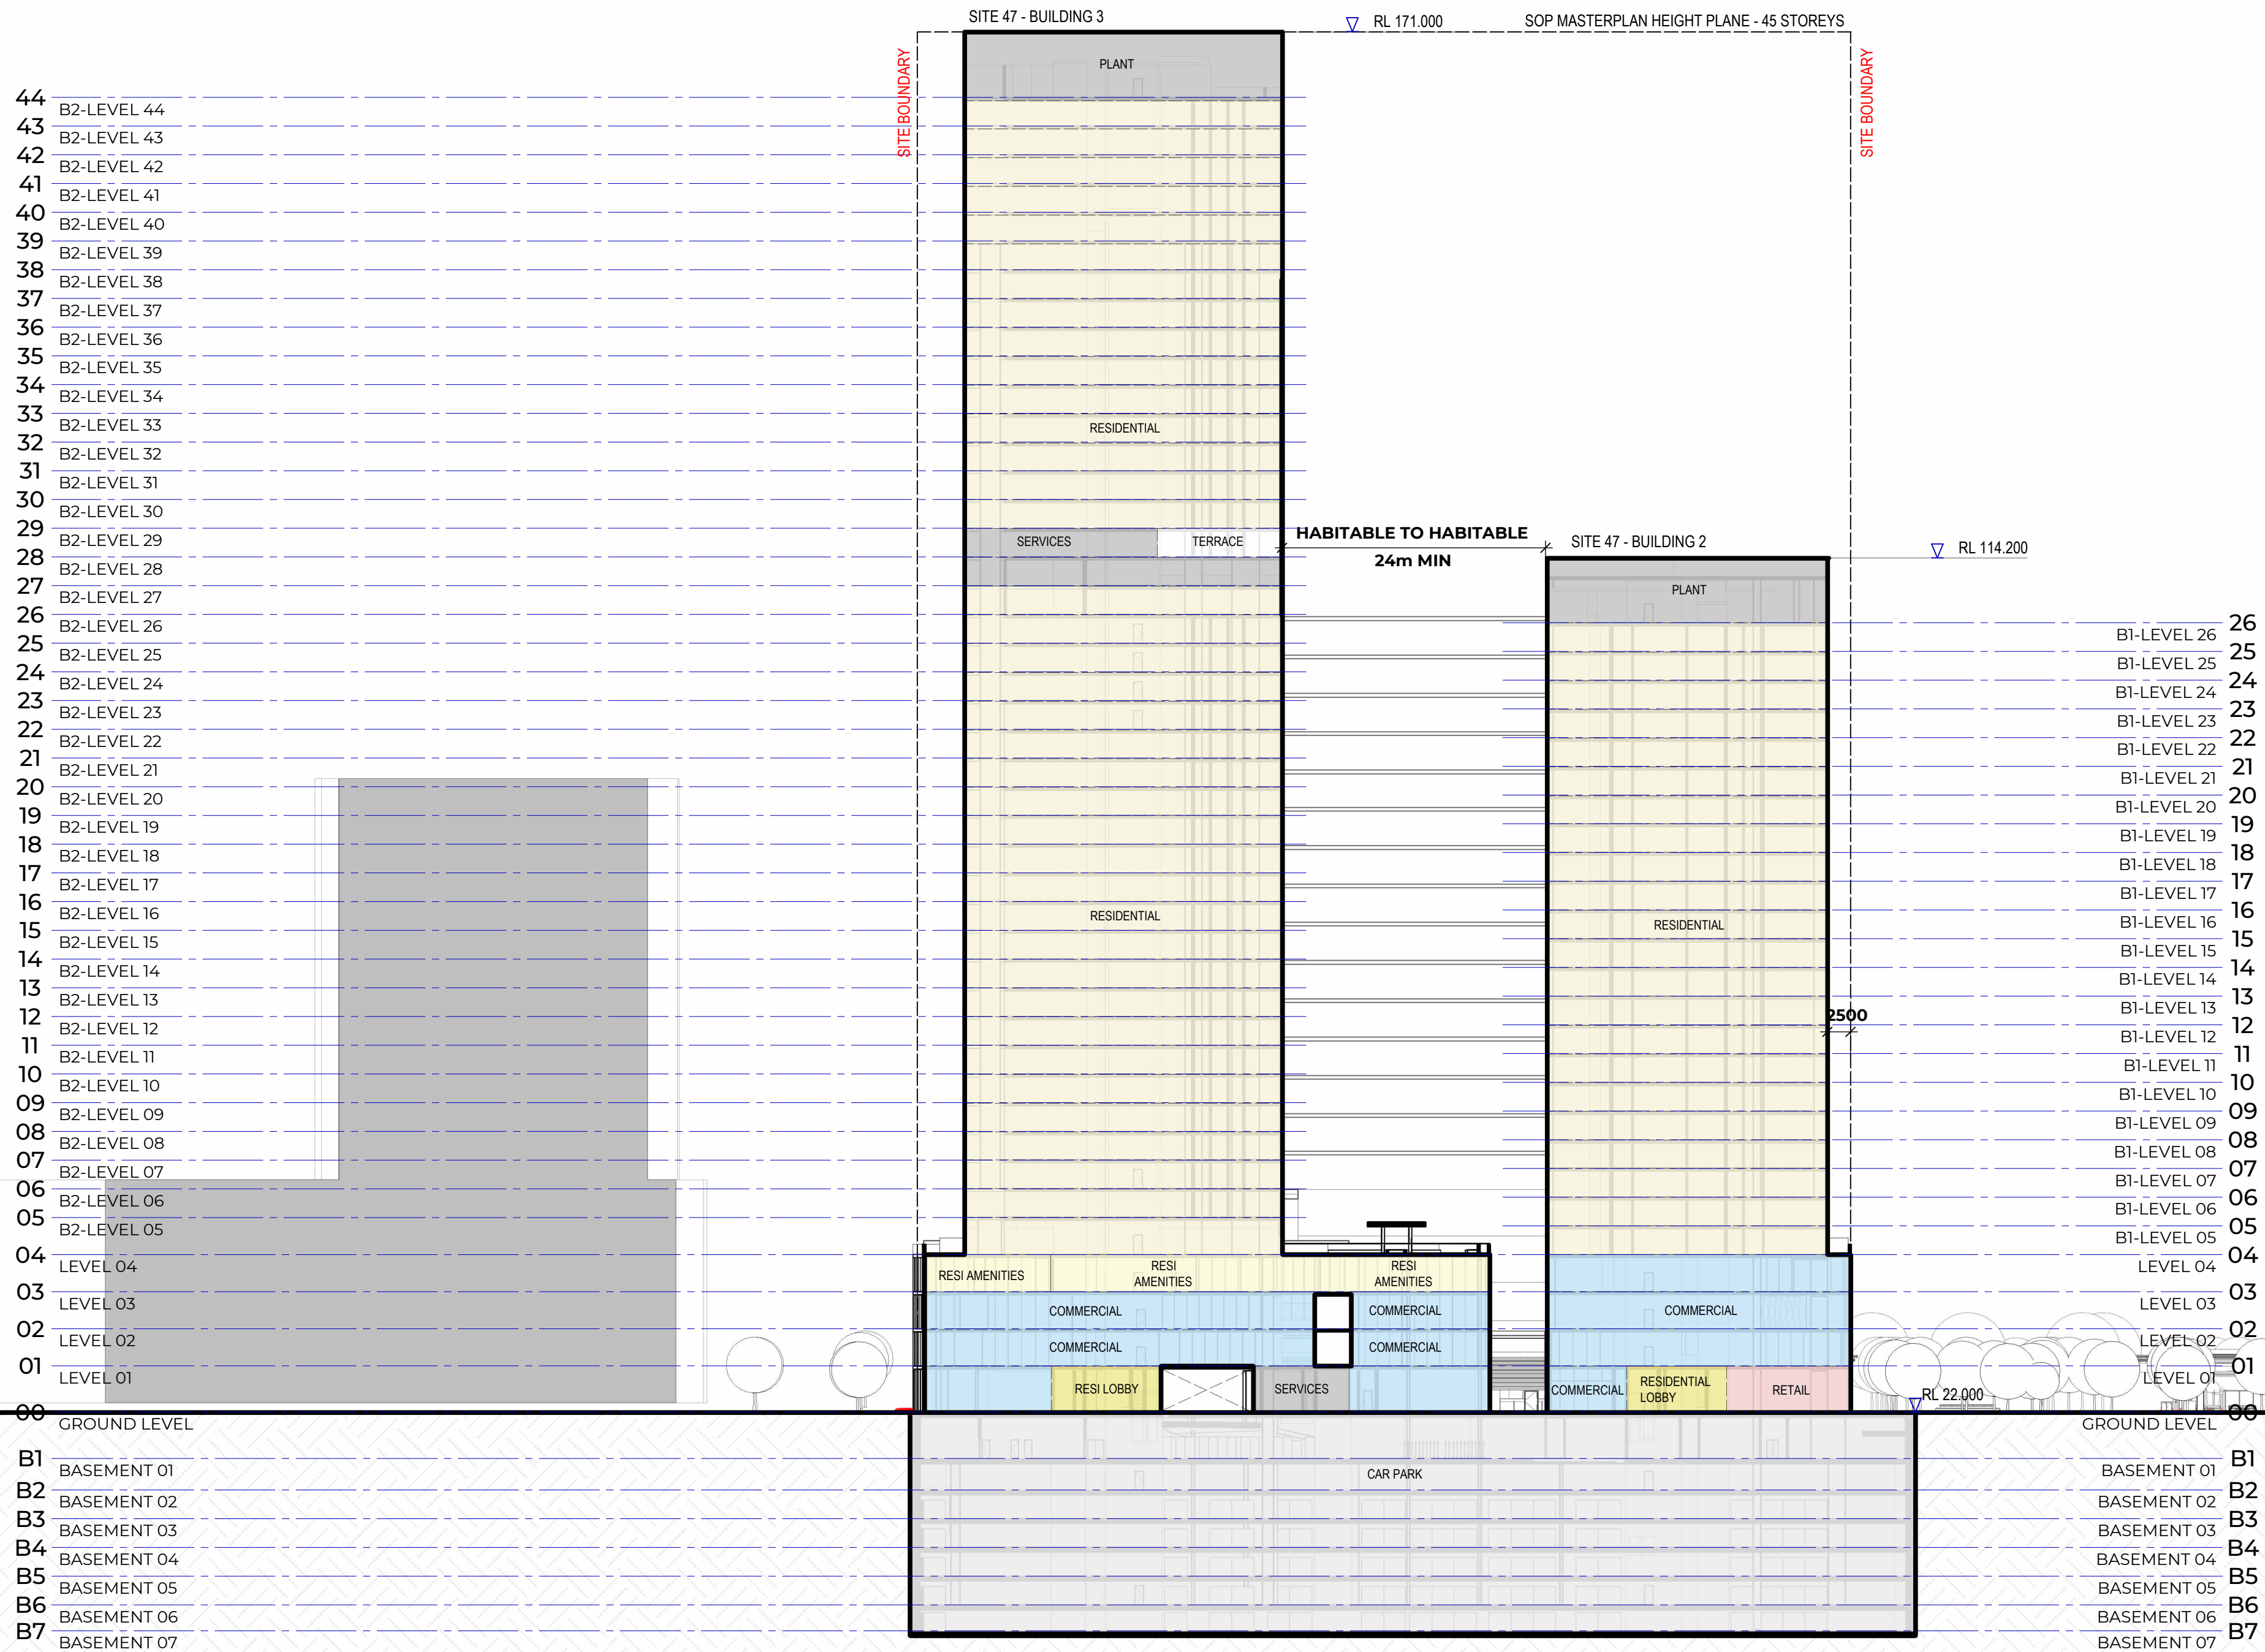 SITE 47 - BUILDING 3
RL 171.000
SOP MASTERPLAN HEIGHT PLANE - 45 STOREYS
SITE BOUNDARY
SITE BOUNDARY
PLANT
44
B2-LEVEL 44
43
B2-LEVEL 43
42
B2-LEVEL 42
41
B2-LEVEL 41
40
B2-LEVEL 40
39
B2-LEVEL 39
38
B2-LEVEL 38
37
B2-LEVEL 37
36
B2-LEVEL 36
35
B2-LEVEL 35
34
B2-LEVEL 34
33
B2-LEVEL 33
32
B2-LEVEL 32
31
B2-LEVEL 31
30
B2-LEVEL 30
29
B2-LEVEL 29
28
B2-LEVEL 28
27
B2-LEVEL 27
26
B2-LEVEL 26
25
B2-LEVEL 25
24
B2-LEVEL 24
23
B2-LEVEL 23
22
B2-LEVEL 22
21
B2-LEVEL 21
20
B2-LEVEL 20
19
B2-LEVEL 19
18
B2-LEVEL 18
17
B2-LEVEL 17
16
B2-LEVEL 16
15
B2-LEVEL 15
14
B2-LEVEL 14
13
B2-LEVEL 13
12
B2-LEVEL 12
11
B2-LEVEL 11
10
B2-LEVEL 10
09
B2-LEVEL 09
08
B2-LEVEL 08
07
B2-LEVEL 07
06
B2-LEVEL 06
05
B2-LEVEL 05
04
LEVEL 04
03
LEVEL 03
02
LEVEL 02
01
LEVEL 01
00
GROUND LEVEL
B1
BASEMENT 01
B2
BASEMENT 02
B3
BASEMENT 03
B4
BASEMENT 04
B5
BASEMENT 05
B6
BASEMENT 06
B7
BASEMENT 07
RESIDENTIAL
SERVICES
TERRACE
HABITABLE TO HABITABLE
24m MIN
SITE 47 - BUILDING 2
RL 114.200
PLANT
RESIDENTIAL
RESIDENTIAL
2500
RESI AMENITIES
RESI
AMENITIES
RESI
AMENITIES
COMMERCIAL
COMMERCIAL
COMMERCIAL
COMMERCIAL
COMMERCIAL
RESI LOBBY
SERVICES
COMMERCIAL
RESIDENTIAL
LOBBY
RETAIL
RL 22.000
CAR PARK
26
B1-LEVEL 26
25
B1-LEVEL 25
24
B1-LEVEL 24
23
B1-LEVEL 23
22
B1-LEVEL 22
21
B1-LEVEL 21
20
B1-LEVEL 20
19
B1-LEVEL 19
18
B1-LEVEL 18
17
B1-LEVEL 17
16
B1-LEVEL 16
15
B1-LEVEL 15
14
B1-LEVEL 14
13
B1-LEVEL 13
12
B1-LEVEL 12
11
B1-LEVEL 11
10
B1-LEVEL 10
09
B1-LEVEL 09
08
B1-LEVEL 08
07
B1-LEVEL 07
06
B1-LEVEL 06
05
B1-LEVEL 05
04
LEVEL 04
03
LEVEL 03
02
LEVEL 02
01
LEVEL 01
00
GROUND LEVEL
B1
BASEMENT 01
B2
BASEMENT 02
B3
BASEMENT 03
B4
BASEMENT 04
B5
BASEMENT 05
B6
BASEMENT 06
B7
BASEMENT 07